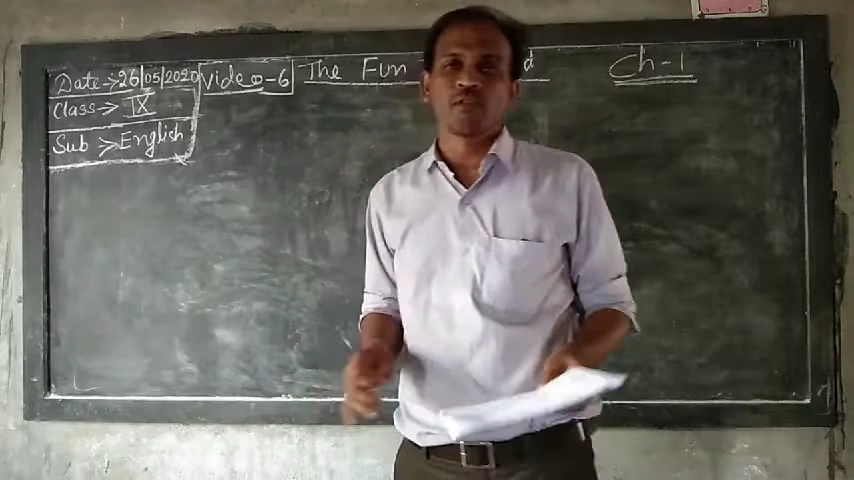 Date → 26/05/2020 Video-6 The Fun Ch-1
Class → IX
Sub → English